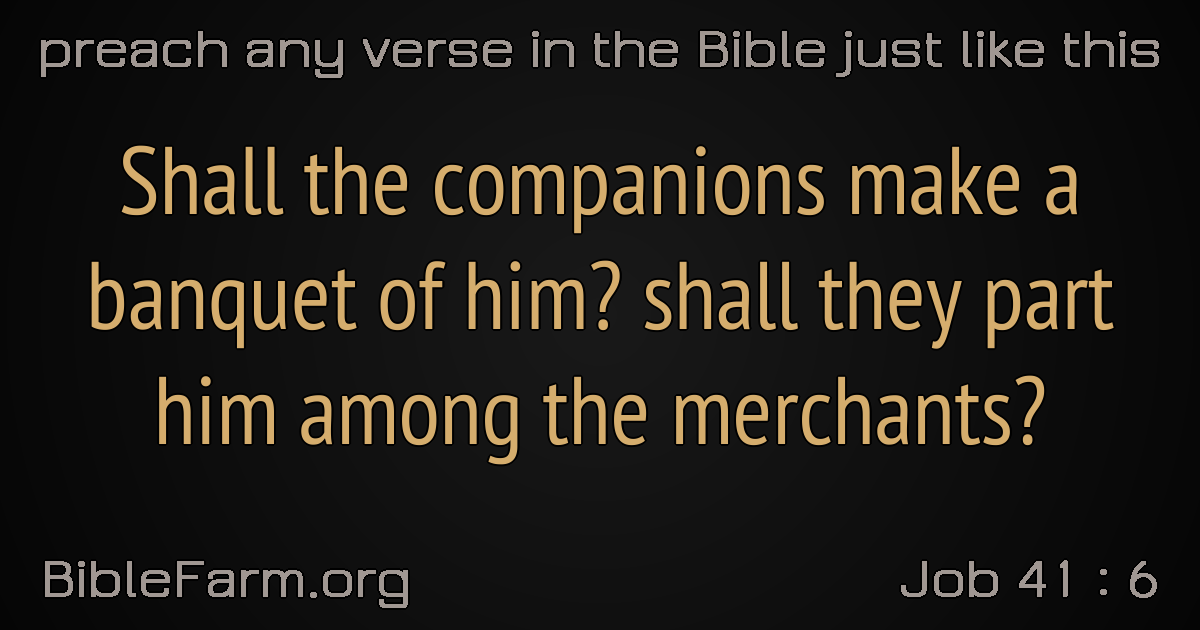 preach any verse in the Bible just like this
Shall the companions make a
banquet of him? shall they part
him among the merchants?
BibleFarm.org
Job 41 : 6